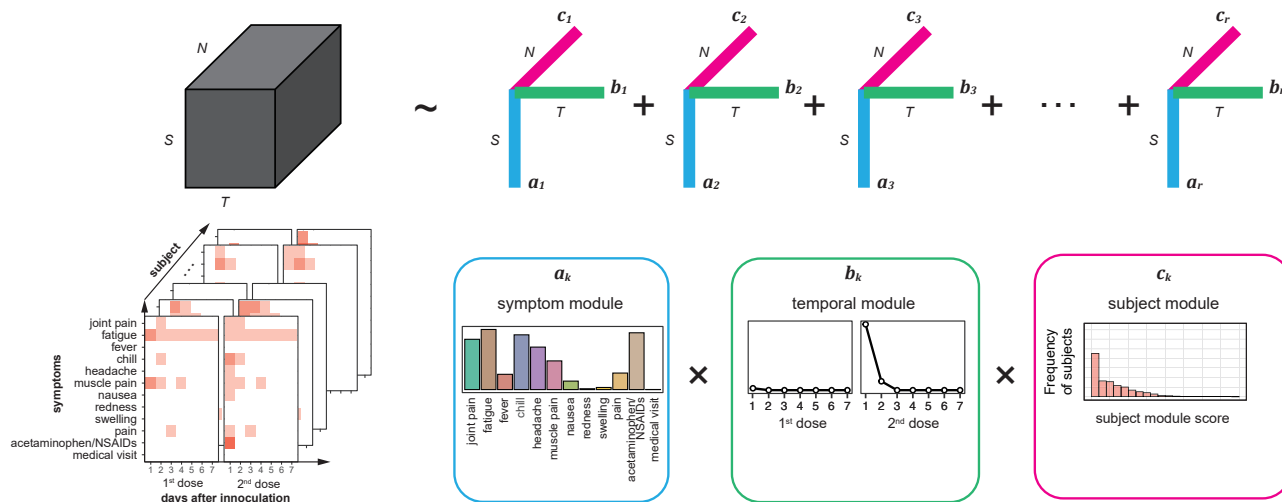 c1 c2 c3 cr
N N N N N
b1 b2 b3 br
~ + + + ··· +
S T S T S T S T S
T a1 a2 a3 ar
subject
···
symptoms
joint pain
fatigue
fever
chill
headache
muscle pain
nausea
redness
swelling
pain
acetaminophen/NSAIDs
medical visit
1 2 3 4 5 6 7 1 2 3 4 5 6 7
1st dose 2nd dose
days after innoculation
ak
symptom module
joint pain
fatigue
fever
chill
headache
muscle pain
nausea
redness
swelling
pain
acetaminophen/
NSAIDs
medical visit
×
bk
temporal module
1 2 3 4 5 6 7 1 2 3 4 5 6 7
1st dose 2nd dose
×
ck
subject module
Frequency
of subjects
subject module score